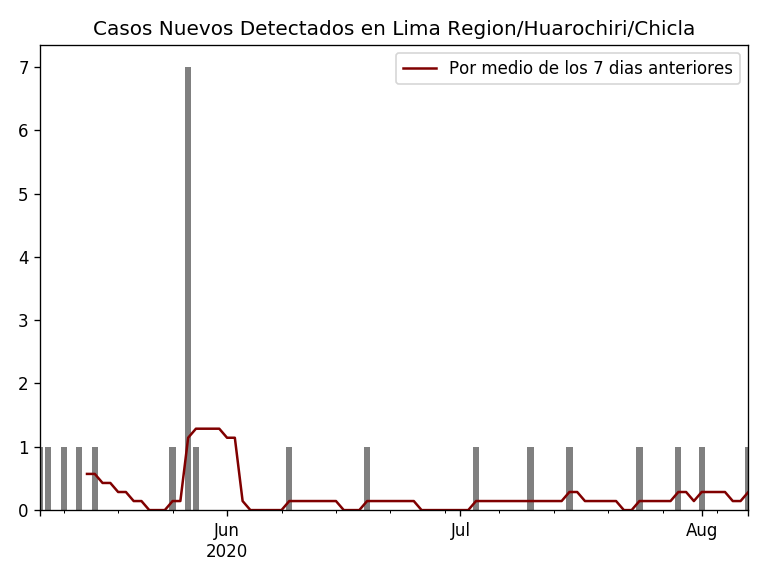 Casos Nuevos Detectados en Lima Region/Huarochiri/Chicla
Por medio de los 7 dias anteriores
7
6
5
4
3
2
1
0
Jun
2020
Jul
Aug